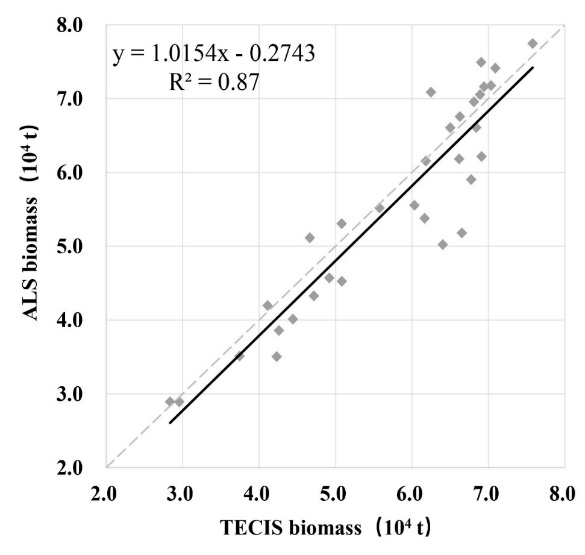 y = 1.0154x - 0.2743
R² = 0.87
8.0
7.0
6.0
5.0
4.0
3.0
2.0
ALS biomass (10⁴ t)
2.0 3.0 4.0 5.0 6.0 7.0 8.0
TECIS biomass (10⁴ t)